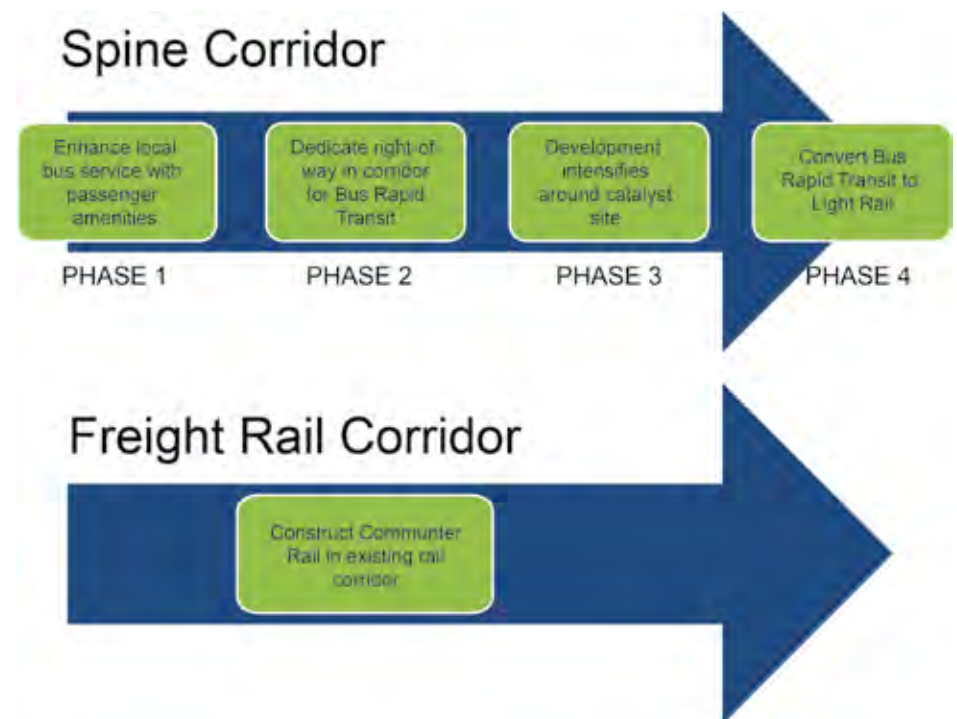 Spine Corridor
Enhance local
bus service with
passenger
amenities
Dedicate right-of-
way in corridor
for Bus Rapid
Transit
Development
intensifies
around catalyst
site
Convert Bus
Rapid Transit to
Light Rail
PHASE 1
PHASE 2
PHASE 3
PHASE 4
Freight Rail Corridor
Construct Communter
Rail in existing rail
corridor